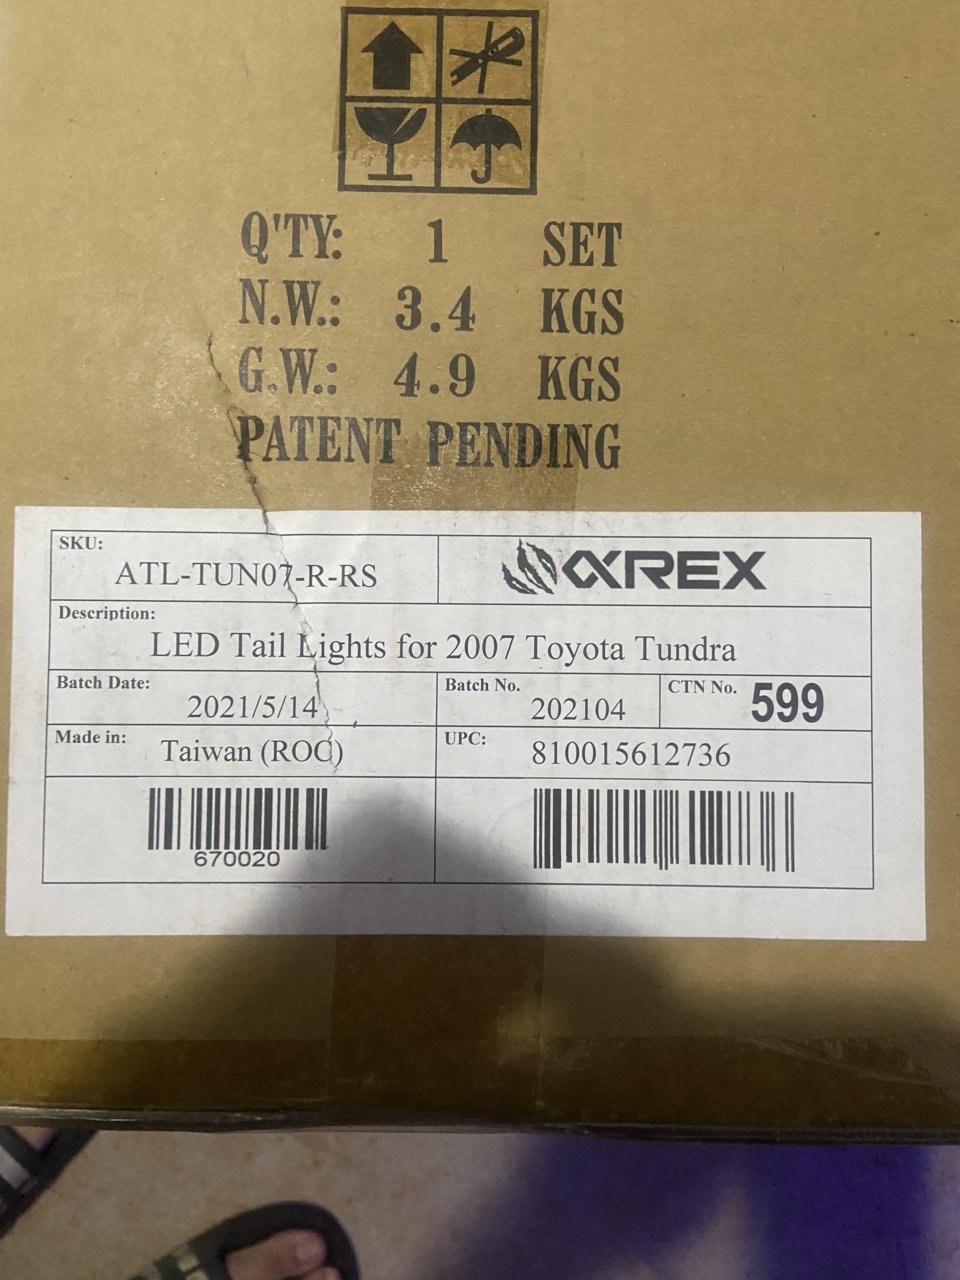 Q'TY: 1 SET
N.W.: 3.4 KGS
G.W.: 4.9 KGS
PATENT PENDING
SKU:
ATL-TUN07-R-RS
αREX
Description:
LED Tail Lights for 2007 Toyota Tundra
Batch Date:
2021/5/14
Batch No.
202104
CTN No. 599
Made in: Taiwan (ROC)
UPC: 810015612736
670020